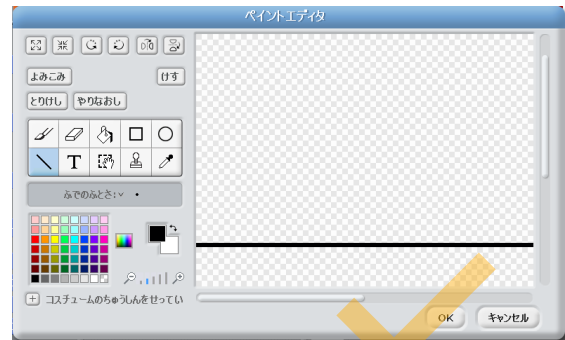 ペイントエディタ
よみこみ
けす
とりけし
やりなおし
T
ふでのふとさ:
コスチュームのちゅうしんをせってい
OK
キャンセル